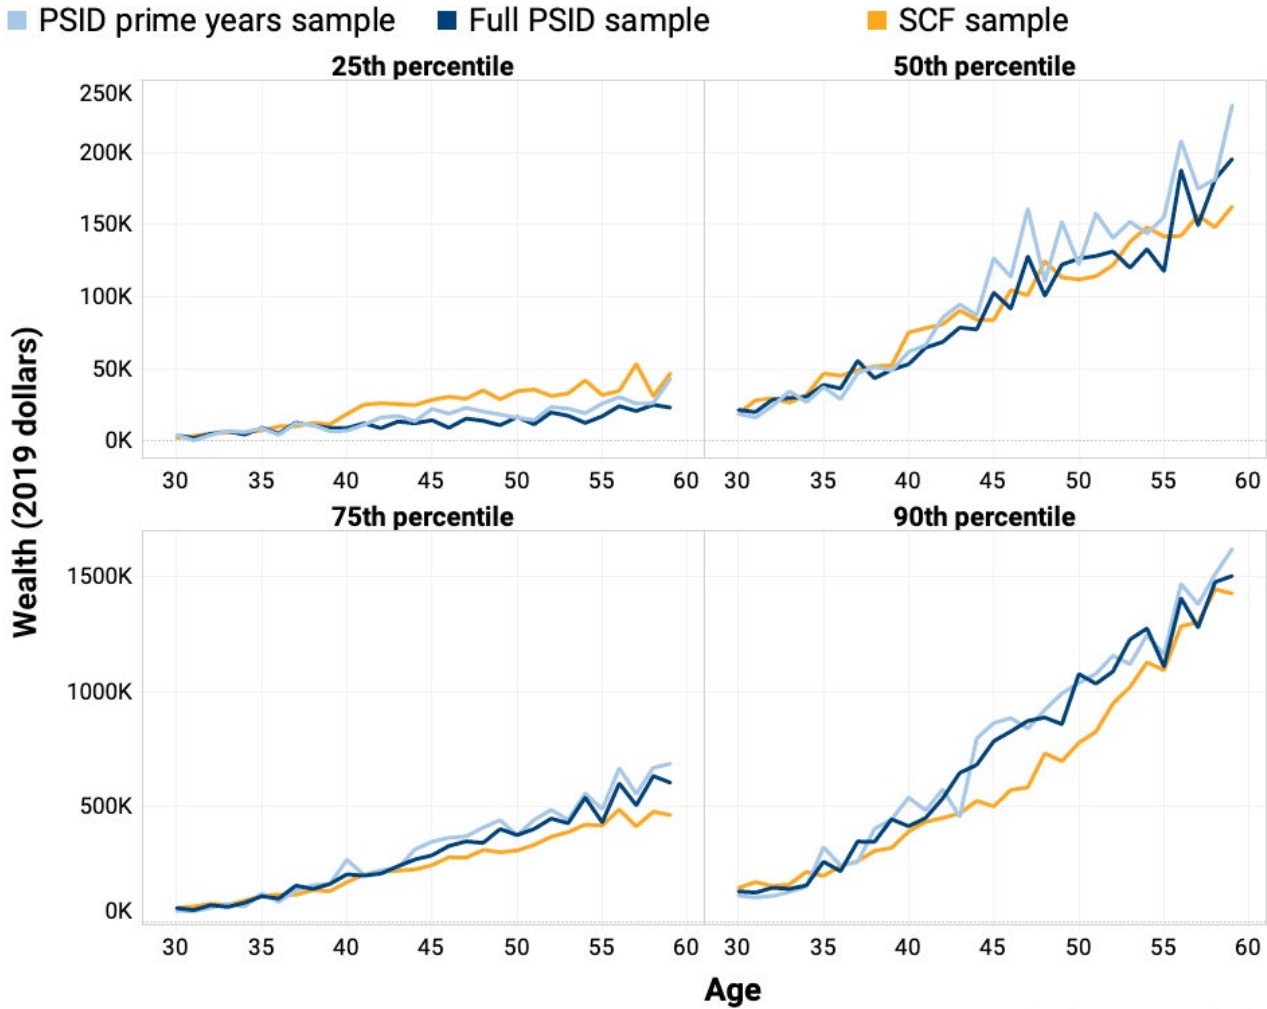 PSID prime years sample Full PSID sample SCF sample
25th percentile 50th percentile
250K
200K
150K
100K
50K
0K
30 35 40 45 50 55 60 30 35 40 45 50 55 60
75th percentile 90th percentile
1500K
1000K
500K
0K
30 35 40 45 50 55 60 30 35 40 45 50 55 60
Wealth (2019 dollars)
Age